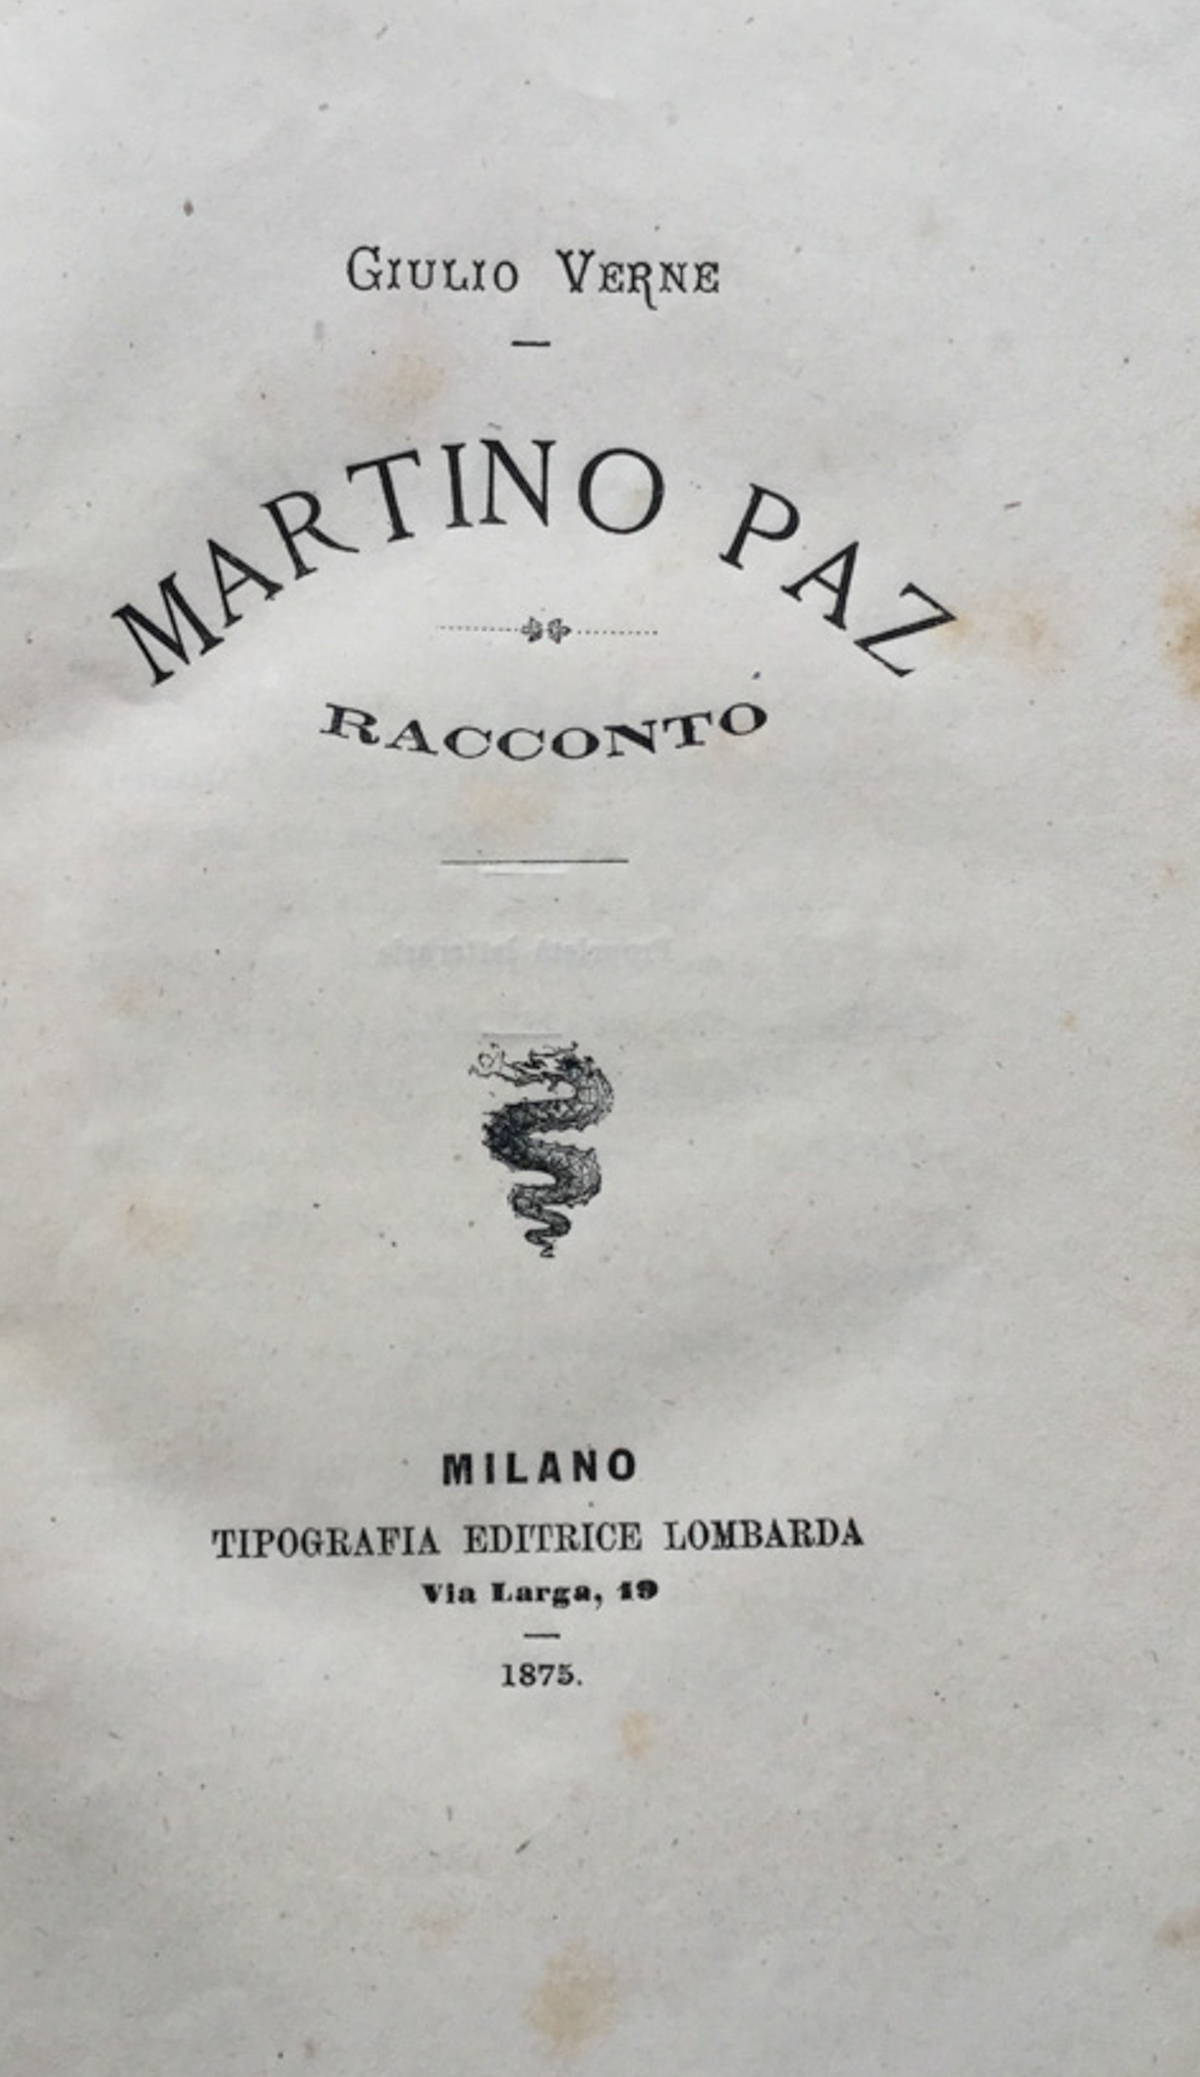 GIULIO VERNE
MARTINO PAZ
RACCONTO
MILANO
TIPOGRAFIA EDITRICE LOMBARDA
Via Larga, 19
1875.